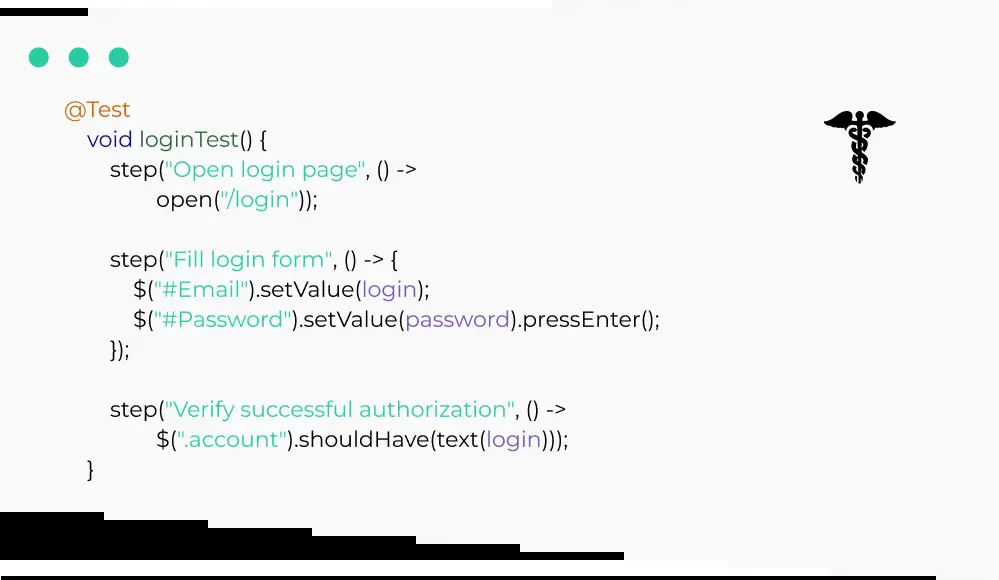 @Test
void loginTest() {
step("Open login page", () ->
open("/login"));
step("Fill login form", () -> {
$("#Email").setValue(login);
$("#Password").setValue(password).pressEnter();
});
step("Verify successful authorization", () ->
$(".account").shouldHave(text(login)));
}